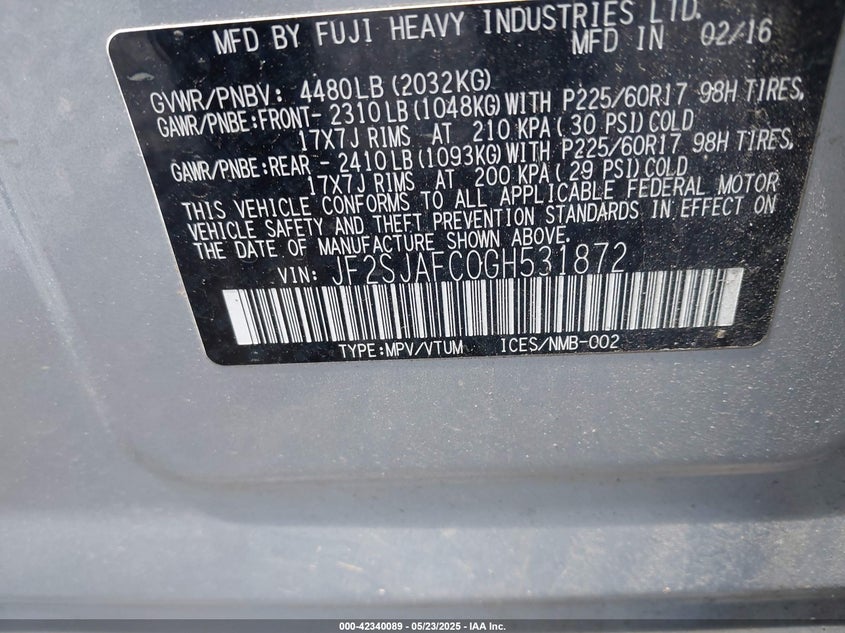 MFD BY FUJI HEAVY INDUSTRIES LTD.
MFD IN 02/16
GVWR/PNBV: 4480LB (2032KG)
GAWR/PNBE:FRONT- 2310LB (1048KG) WITH P225/60R17 98H TIRES,
17X7J RIMS AT 210 KPA (30 PSI) COLD
GAWR/PNBE:REAR - 2410LB (1093KG) WITH P225/60R17 98H TIRES,
17X7J RIMS AT 200 KPA (29 PSI) COLD
THIS VEHICLE CONFORMS TO ALL APPLICABLE FEDERAL MOTOR
VEHICLE SAFETY AND THEFT PREVENTION STANDARDS IN EFFECT ON
THE DATE OF MANUFACTURE SHOWN ABOVE.
VIN: JF2SJAFC0GH531872
TYPE:MPV/VTUM ICES/NMB-002
000-42340089 - 05/23/2025 - IAA Inc.